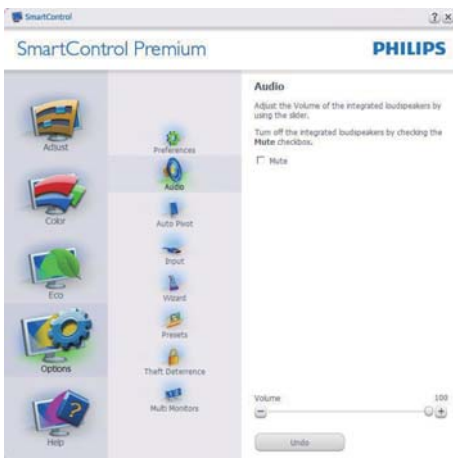 SmartControl
SmartControl Premium
PHILIPS
Adjust
Color
Eco
Options
Help
Preferences
Audio
Auto Pivot
Input
Wizard
Presets
Theft Deterrence
Multi Monitors
Audio
Adjust the Volume of the integrated loudspeakers by
using the slider.
Turn off the integrated loudspeakers by checking the
Mute checkbox.
Mute
Volume 100
Undo